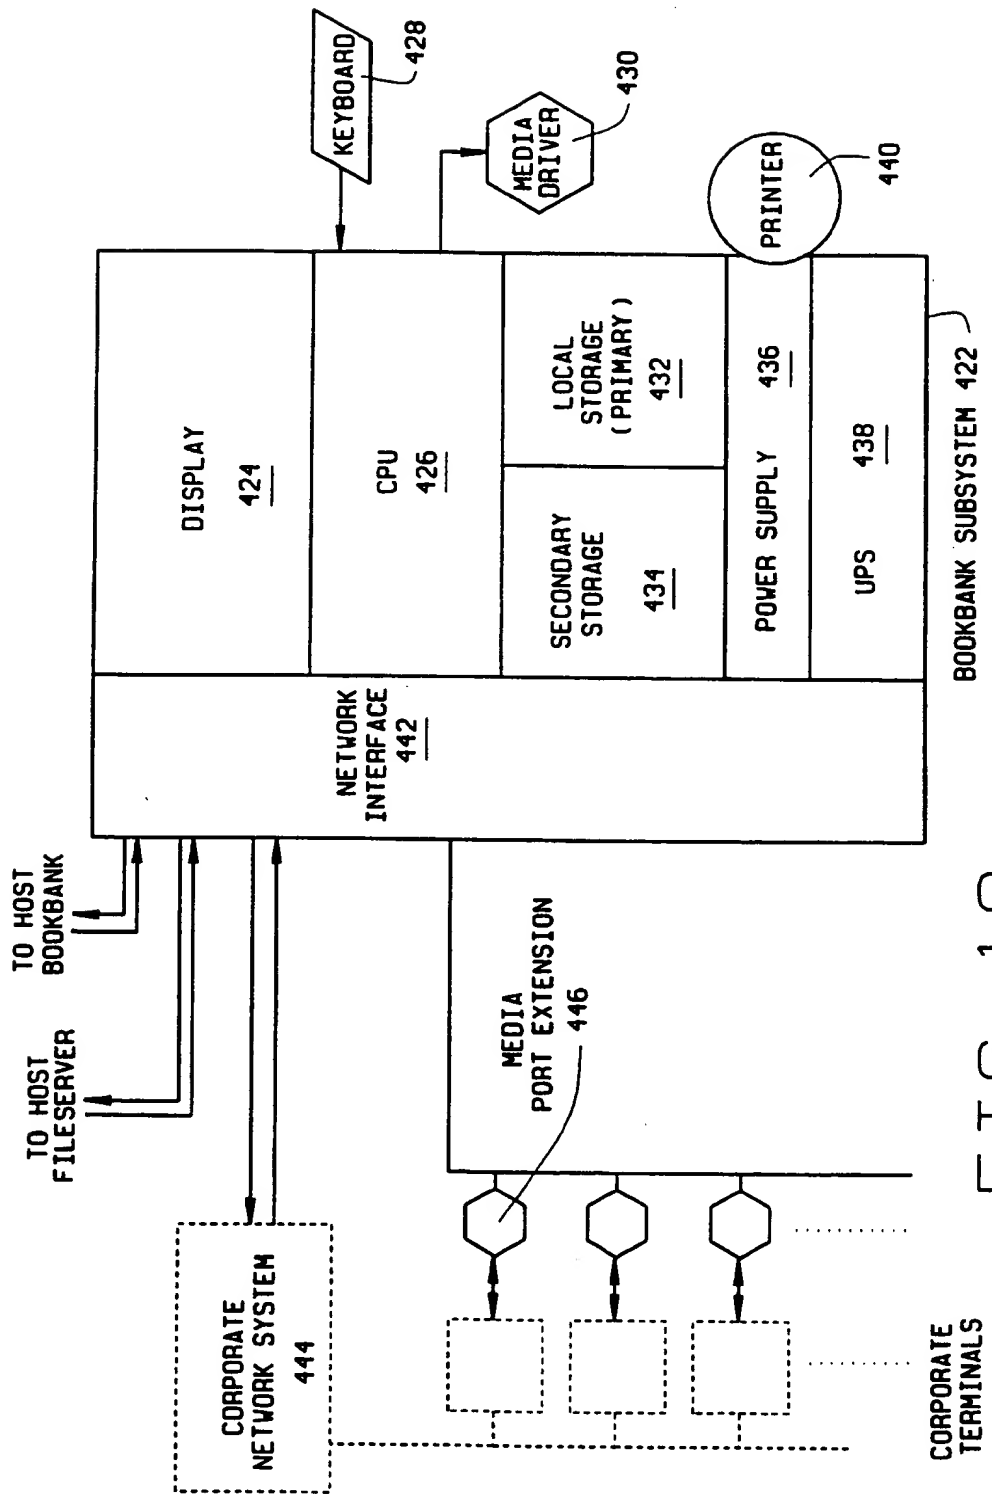 TO HOST
FILESERVER
TO HOST
BOOKBANK
CORPORATE
NETWORK SYSTEM
444
NETWORK
INTERFACE
442
DISPLAY
424
KEYBOARD
428
CPU
426
MEDIA
DRIVER
430
MEDIA
PORT EXTENSION
446
SECONDARY
STORAGE
434
LOCAL
STORAGE
(PRIMARY)
432
POWER SUPPLY 436
PRINTER
440
UPS 438
CORPORATE
TERMINALS
BOOKBANK SUBSYSTEM 422